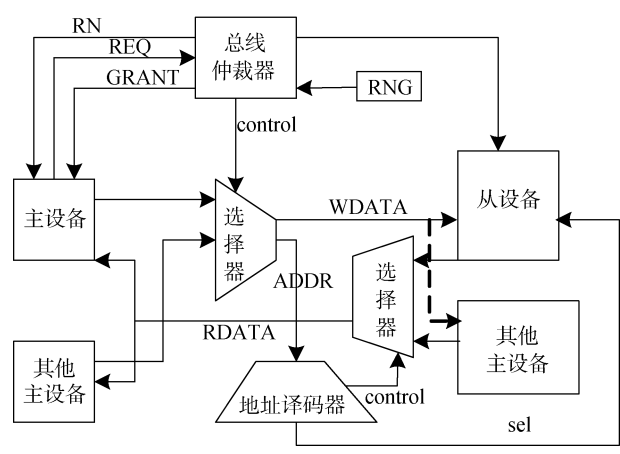 RN
REQ
GRANT
总线
仲裁器
RNG
control
主设备
选
择
器
WDATA
从设备
ADDR
选
择
器
RDATA
其他
主设备
其他
主设备
地址译码器
control
sel